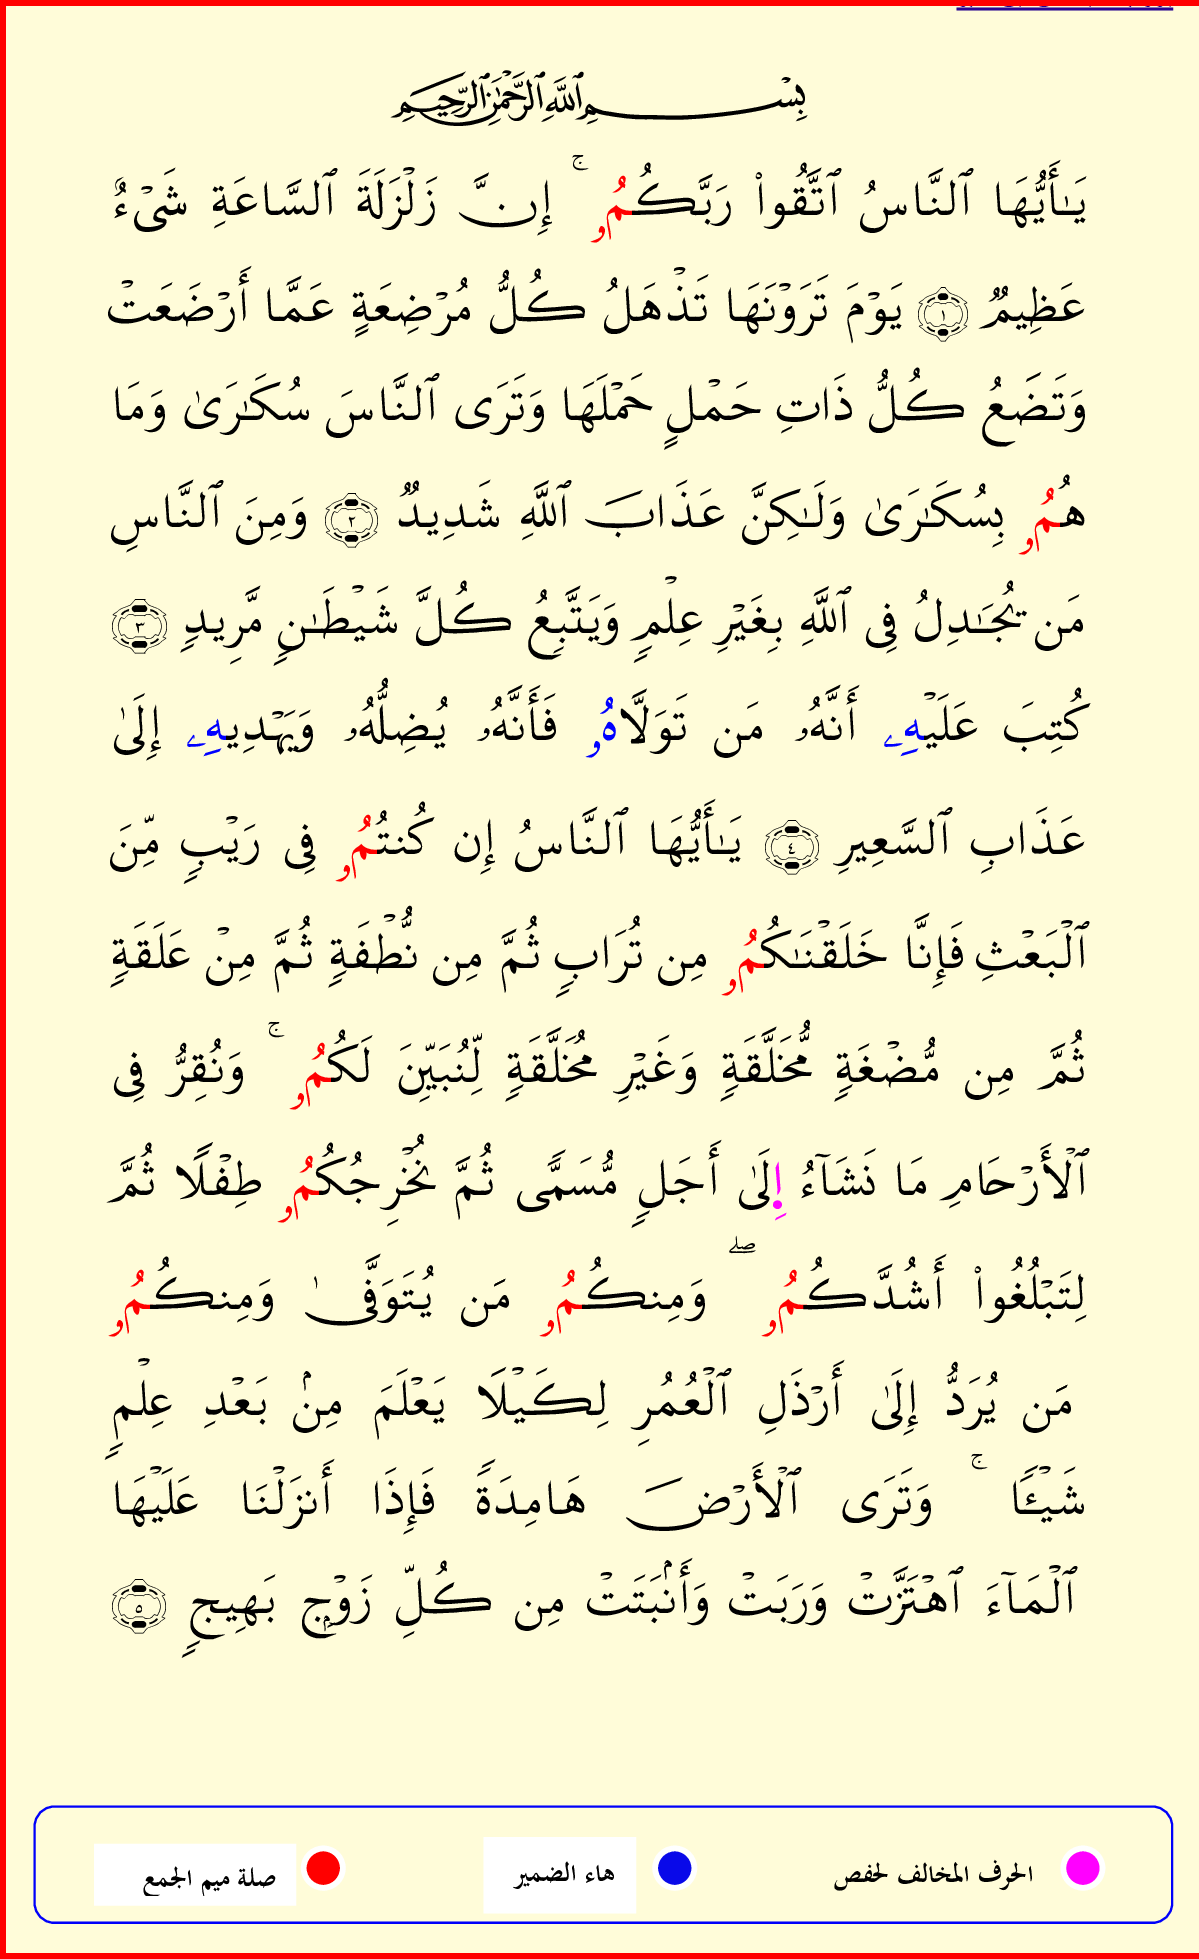 بِسْمِ ٱللَّهِ ٱلرَّحْمَٰنِ ٱلرَّحِيمِ
يَـٰٓأَيُّهَا ٱلنَّاسُ ٱتَّقُوا۟ رَبَّكُمُۥ ۚ إِنَّ زَلْزَلَةَ ٱلسَّاعَةِ شَىْءٌ
عَظِيمٌ ١ يَوْمَ تَرَوْنَهَا تَذْهَلُ كُلُّ مُرْضِعَةٍ عَمَّا أَرْضَعَتْ
وَتَضَعُ كُلُّ ذَاتِ حَمْلٍ حَمْلَهَا وَتَرَى ٱلنَّاسَ سُكَـٰرَىٰ وَمَا
هُمُۥ بِسُكَـٰرَىٰ وَلَـٰكِنَّ عَذَابَ ٱللَّهِ شَدِيدٌ ٢ وَمِنَ ٱلنَّاسِ
مَن يُجَـٰدِلُ فِى ٱللَّهِ بِغَيْرِ عِلْمٍ وَيَتَّبِعُ كُلَّ شَيْطَـٰنٍ مَّرِيدٍ ٣
كُتِبَ عَلَيْهِۦ أَنَّهُۥ مَن تَوَلَّاهُۥ فَأَنَّهُۥ يُضِلُّهُۥ وَيَهْدِيهِۦ إِلَىٰ
عَذَابِ ٱلسَّعِيرِ ٤ يَـٰٓأَيُّهَا ٱلنَّاسُ إِن كُنتُمُۥ فِى رَيْبٍ مِّنَ
ٱلْبَعْثِ فَإِنَّا خَلَقْنَـٰكُمُۥ مِن تُرَابٍ ثُمَّ مِن نُّطْفَةٍ ثُمَّ مِنْ عَلَقَةٍ
ثُمَّ مِن مُّضْغَةٍ مُّخَلَّقَةٍ وَغَيْرِ مُخَلَّقَةٍ لِّنُبَيِّنَ لَكُمُۥ ۚ وَنُقِرُّ فِى
ٱلْأَرْحَامِ مَا نَشَآءُ إِلَىٰ أَجَلٍ مُّسَمًّى ثُمَّ نُخْرِجُكُمُۥ طِفْلًا ثُمَّ
لِتَبْلُغُوا۟ أَشُدَّكُمُۥ ۖ وَمِنكُمُۥ مَن يُتَوَفَّىٰ وَمِنكُمُۥ
مَن يُرَدُّ إِلَىٰ أَرْذَلِ ٱلْعُمُرِ لِكَيْلَا يَعْلَمَ مِنۢ بَعْدِ عِلْمٍ
شَيْـًٔا ۚ وَتَرَى ٱلْأَرْضَ هَامِدَةً فَإِذَا أَنزَلْنَا عَلَيْهَا
ٱلْمَآءَ ٱهْتَزَّتْ وَرَبَتْ وَأَنۢبَتَتْ مِن كُلِّ زَوْجٍۭ بَهِيجٍ ٥
الحرف المخالف لحفص هاء الضمير صلة ميم الجمع